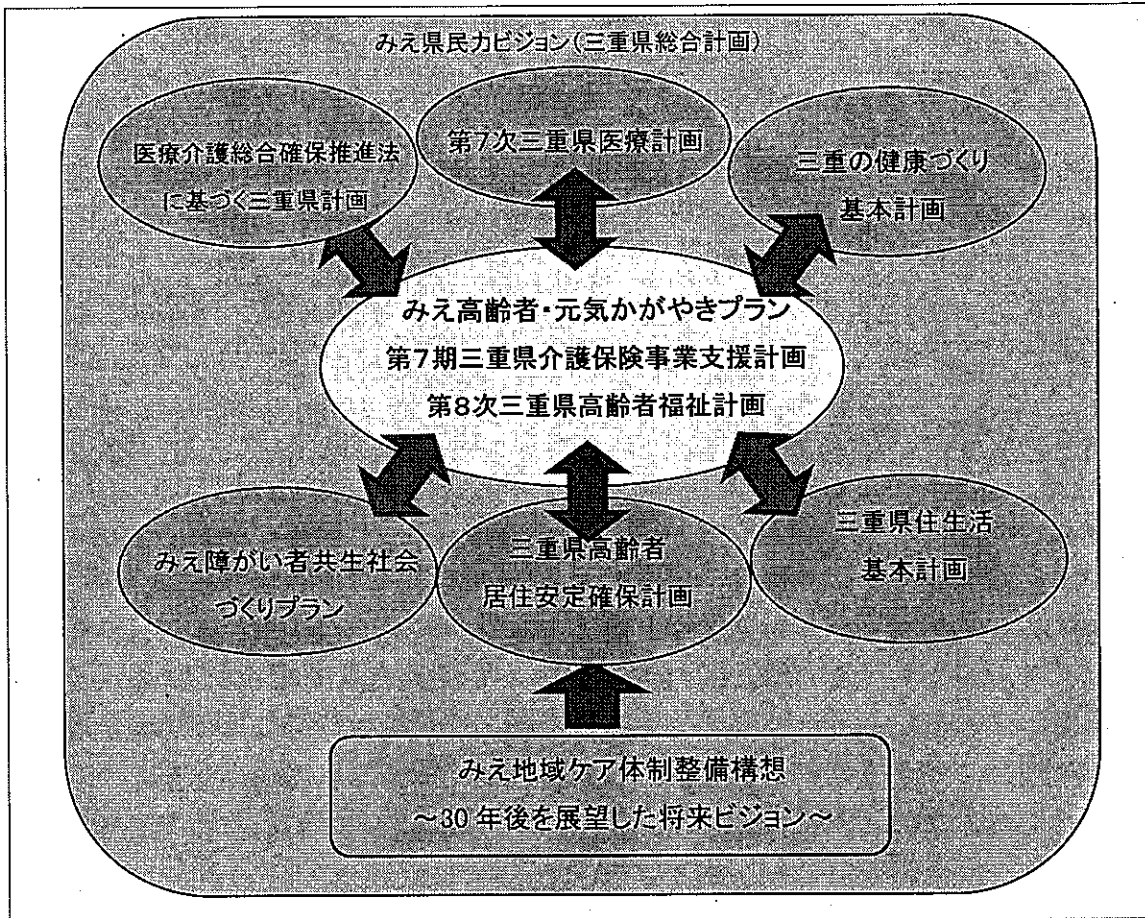 みえ県民力ビジョン(三重県総合計画)
医療介護総合確保推進法
に基づく三重県計画
第7次三重県医療計画
三重の健康づくり
基本計画
みえ高齢者・元気かがやきプラン
第7期三重県介護保険事業支援計画
第8次三重県高齢者福祉計画
みえ障がい者共生社会
づくりプラン
三重県高齢者
居住安定確保計画
三重県住生活
基本計画
みえ地域ケア体制整備構想
~30年後を展望した将来ビジョン~